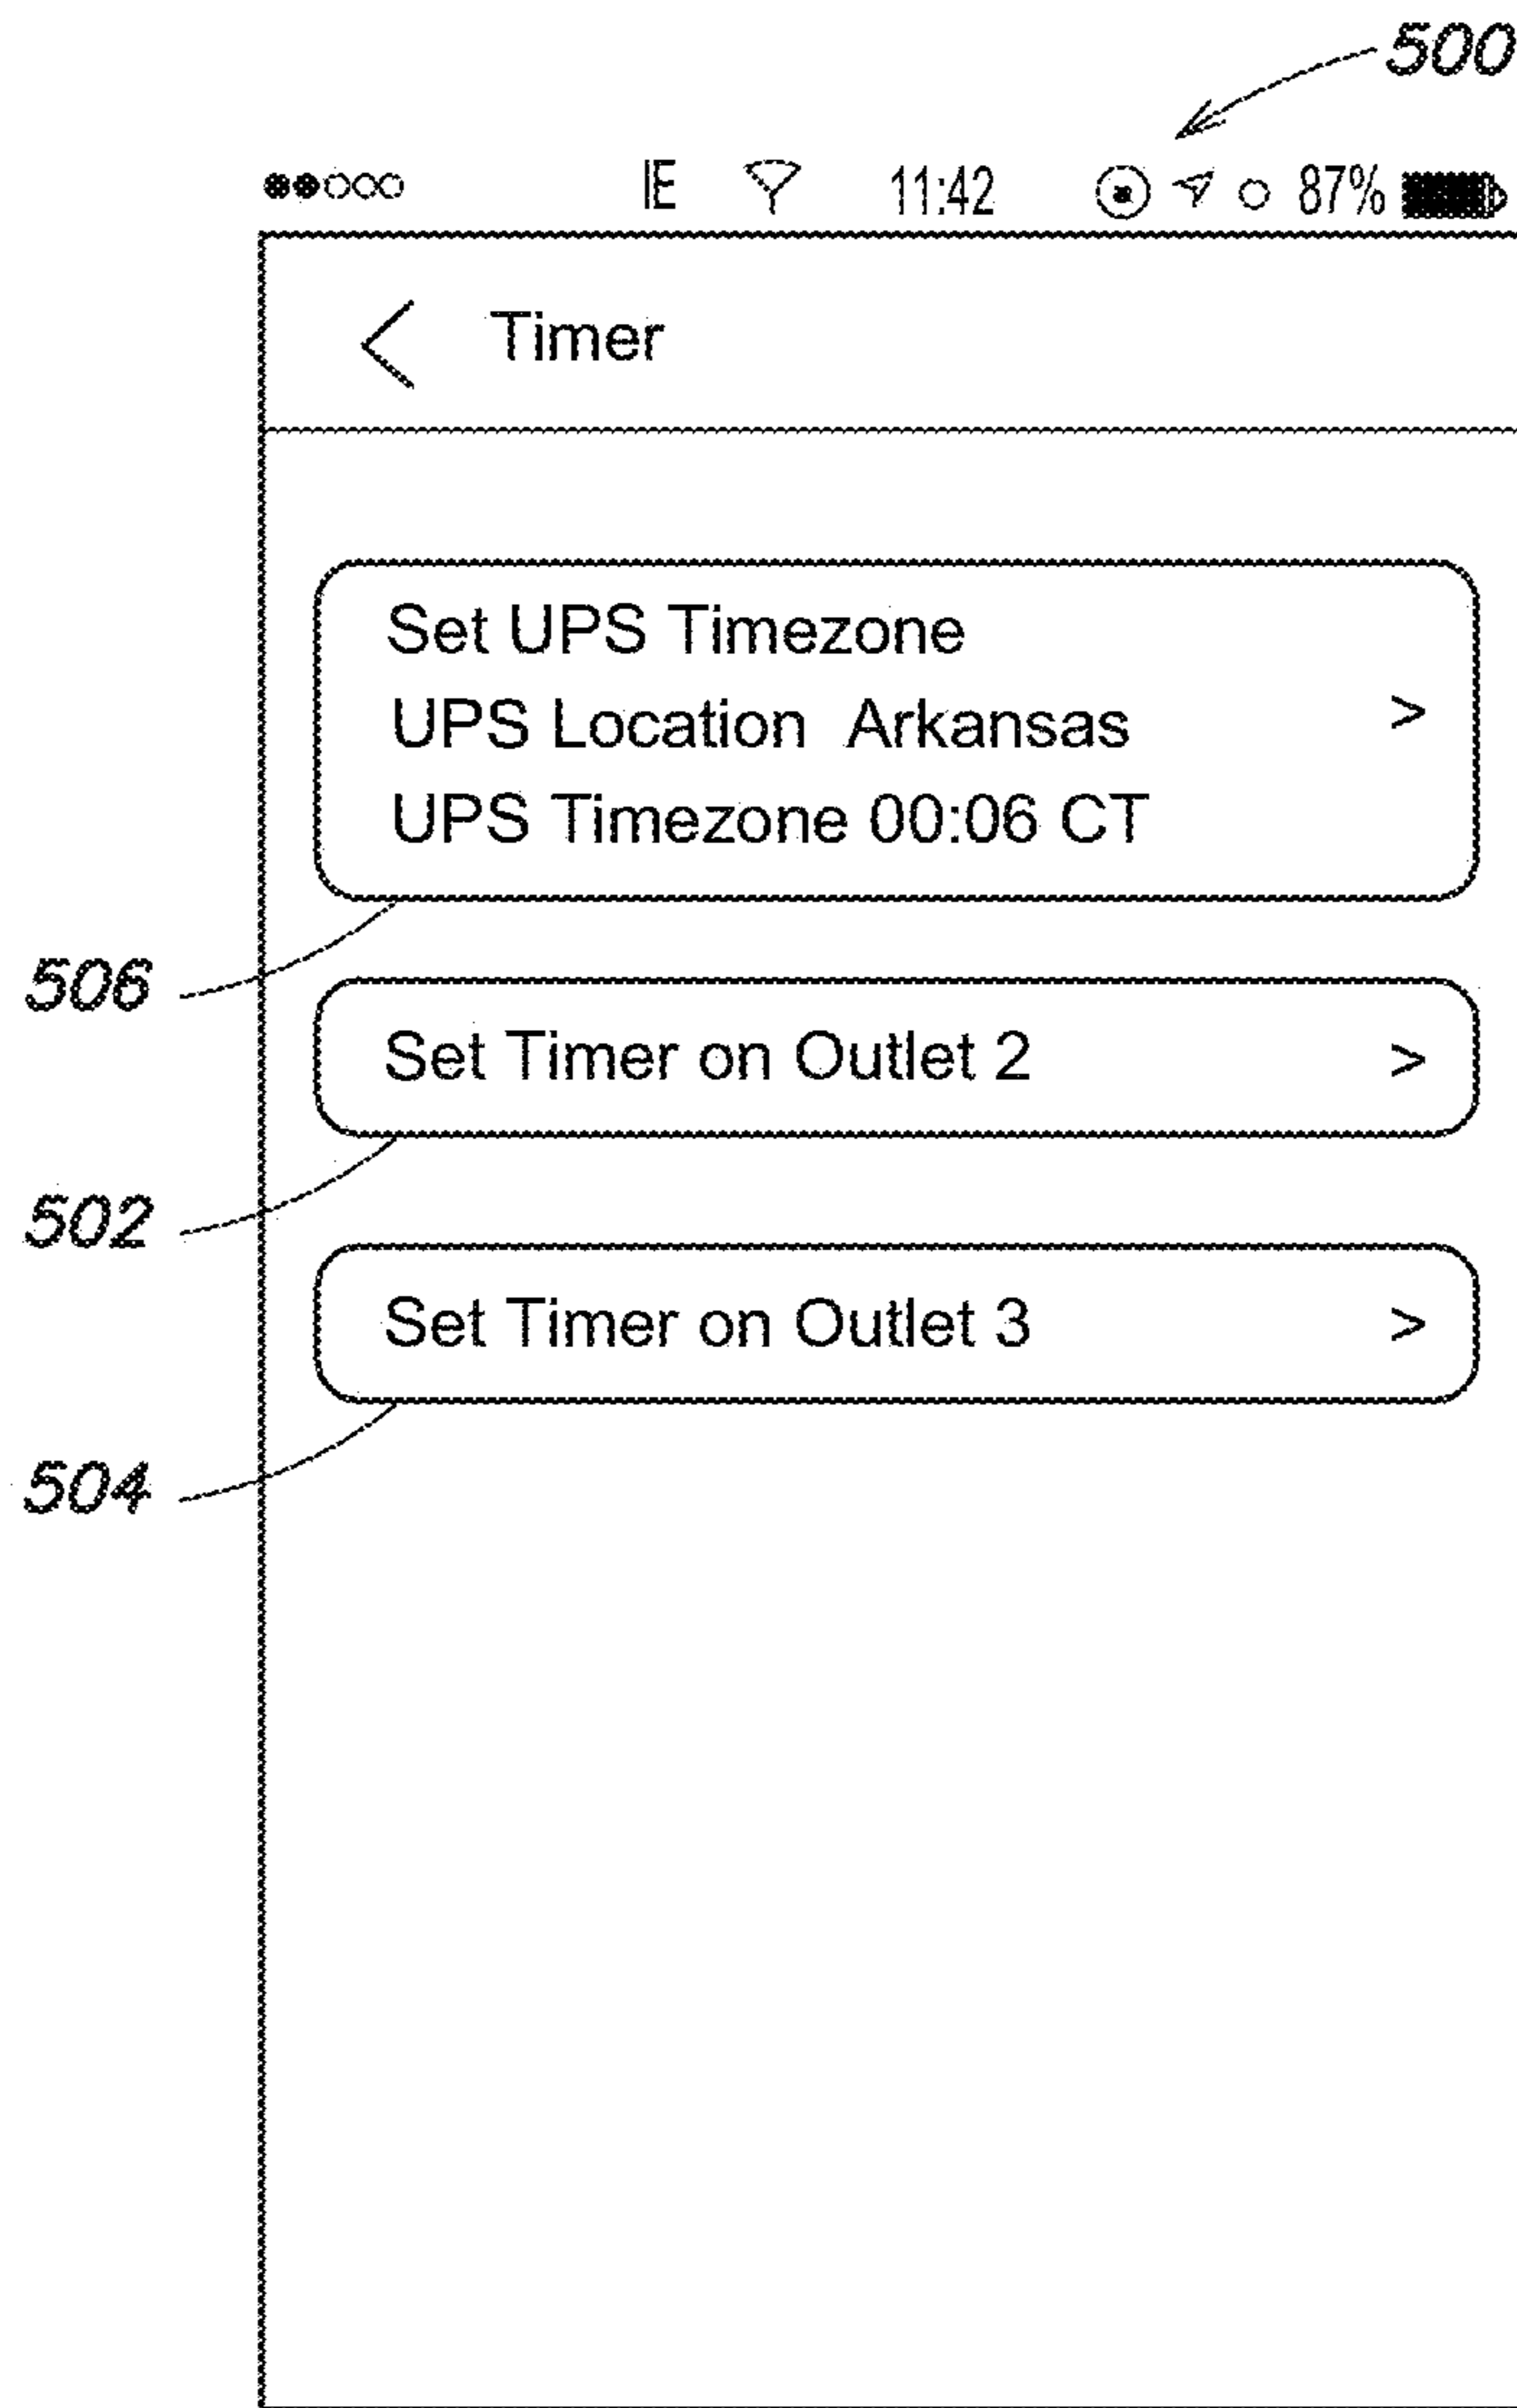 500
11:42 87%
< Timer
Set UPS Timezone
UPS Location Arkansas >
UPS Timezone 00:06 CT
506
Set Timer on Outlet 2 >
502
Set Timer on Outlet 3 >
504